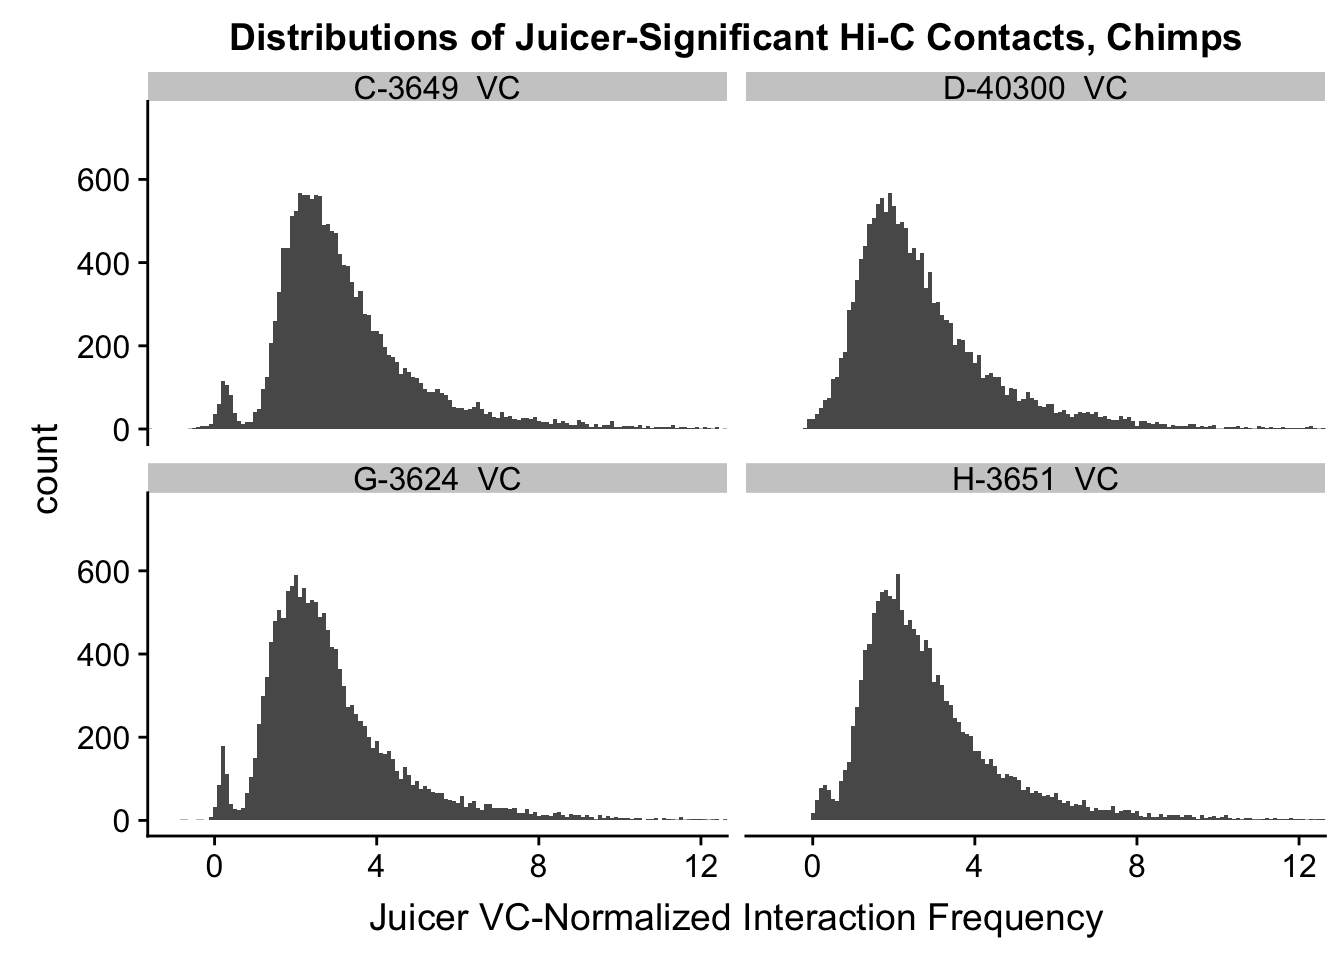 Distributions of Juicer-Significant Hi-C Contacts, Chimps
C-3649 VC
D-40300 VC
600
400
200
0
count
G-3624 VC
H-3651 VC
600
400
200
0
0 4 8 12
0 4 8 12
Juicer VC-Normalized Interaction Frequency